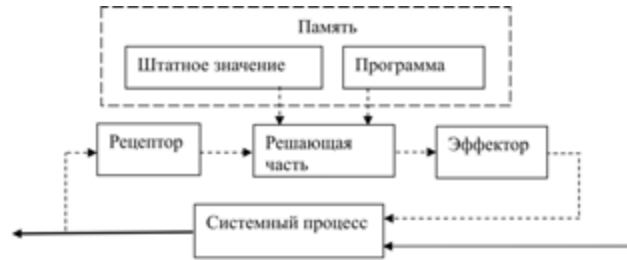 Память
Штатное значение
Программа
Рецептор
Решающая
часть
Эффектор
Системный процесс